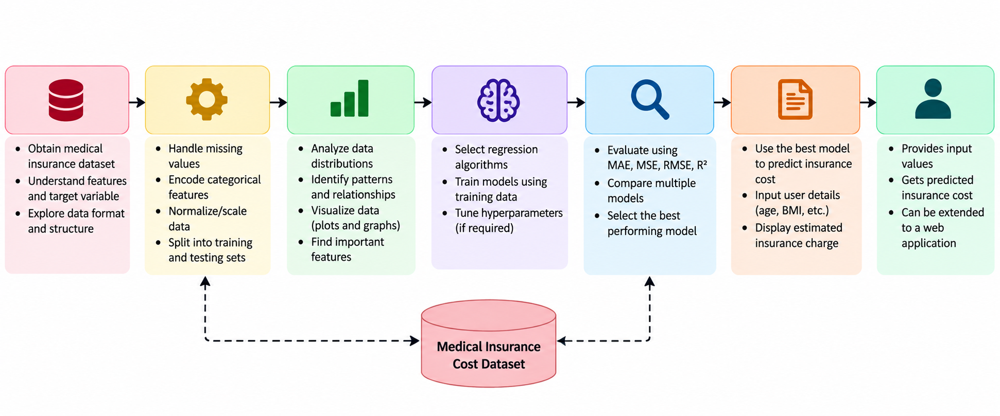 • Obtain medical
insurance dataset
• Understand features
and target variable
• Explore data format
and structure
• Handle missing
values
• Encode categorical
features
• Normalize/scale
data
• Split into training
and testing sets
• Analyze data
distributions
• Identify patterns
and relationships
• Visualize data
(plots and graphs)
• Find important
features
• Select regression
algorithms
• Train models using
training data
• Tune hyperparameters
(if required)
• Evaluate using
MAE, MSE, RMSE, R²
• Compare multiple
models
• Select the best
performing model
• Use the best model
to predict insurance
cost
• Input user details
(age, BMI, etc.)
• Display estimated
insurance charge
• Provides input
values
• Gets predicted
insurance cost
• Can be extended
to a web
application
Medical Insurance
Cost Dataset